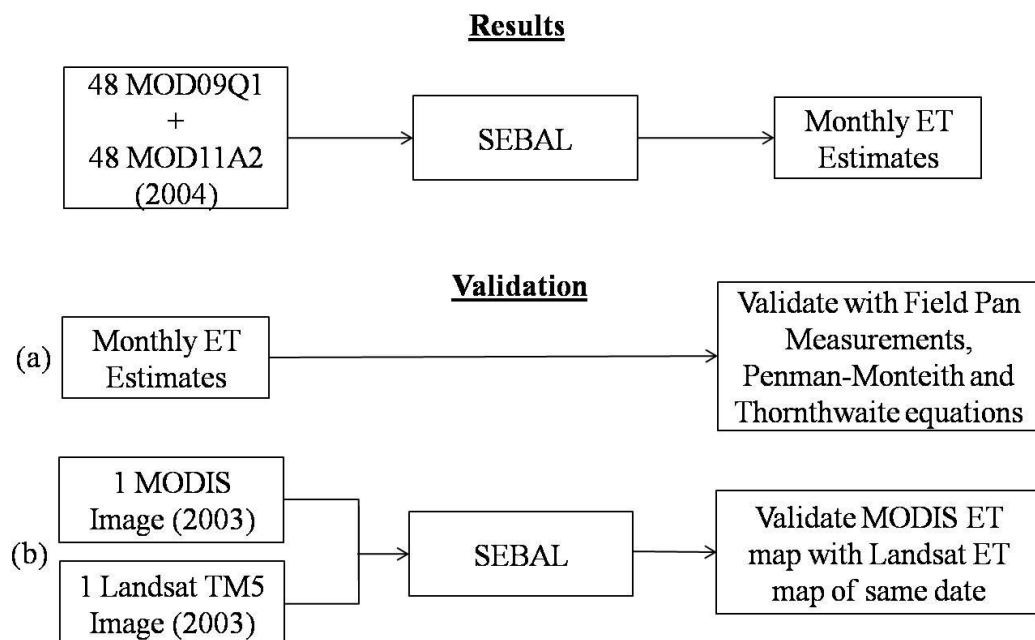 Results
48 MOD09Q1
+
48 MOD11A2
(2004)
SEBAL
Monthly ET
Estimates
Validation
(a)
Monthly ET
Estimates
Validate with Field Pan
Measurements,
Penman-Monteith and
Thornthwaite equations
(b)
1 MODIS
Image (2003)
1 Landsat TM5
Image (2003)
SEBAL
Validate MODIS ET
map with Landsat ET
map of same date